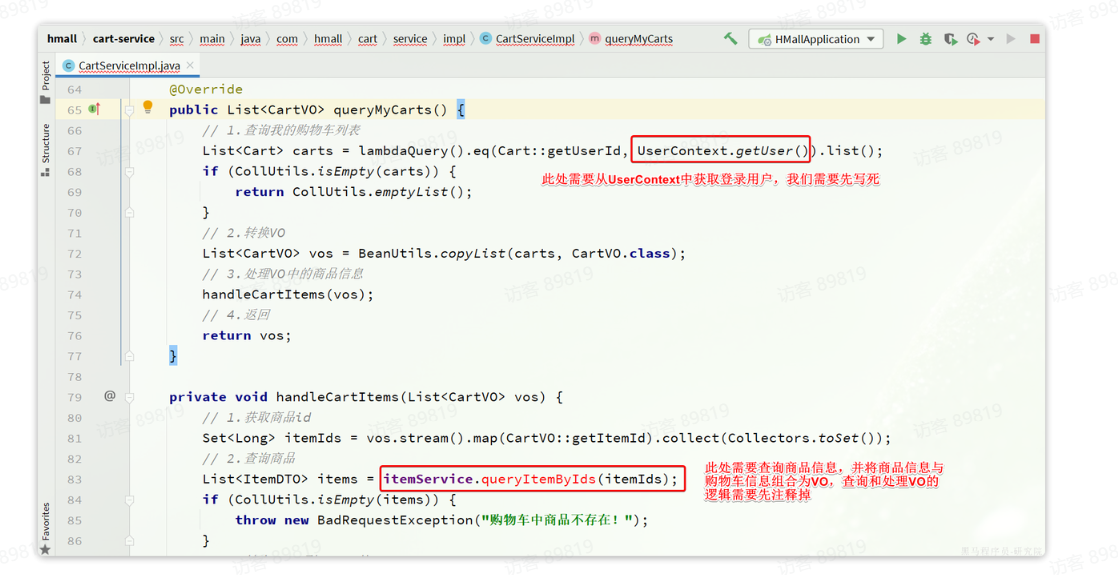 hmall cart-service src main java com hmall cart service impl CartServiceImpl queryMyCarts HMallApplication
Project
Structure
Favorites
CartServiceImpl.java
64 @Override
65 public List<CartVO> queryMyCarts() {
66 // 1.查询我的购物车列表
67 List<Cart> carts = lambdaQuery().eq(Cart::getUserId, UserContext.getUser()).list();
此处需要从UserContext中获取登录用户，我们需要先写死
68 if (CollUtils.isEmpty(carts)) {
69 return CollUtils.emptyList();
70 }
71 // 2.转换VO
72 List<CartVO> vos = BeanUtils.copyList(carts, CartVO.class);
73 // 3.处理VO中的商品信息
74 handleCartItems(vos);
75 // 4.返回
76 return vos;
77 }
78
79 @ private void handleCartItems(List<CartVO> vos) {
80 // 1.获取商品id
81 Set<Long> itemIds = vos.stream().map(CartVO::getItemId).collect(Collectors.toSet());
82 // 2.查询商品
83 List<ItemDTO> items = itemService.queryItemByIds(itemIds);
此处需要查询商品信息，并将商品信息与
购物车信息组合为VO，查询和处理VO的
逻辑需要先注释掉
84 if (CollUtils.isEmpty(items)) {
85 throw new BadRequestException("购物车中商品不存在！");
86 }
访客 89819
黑马程序员-研究院